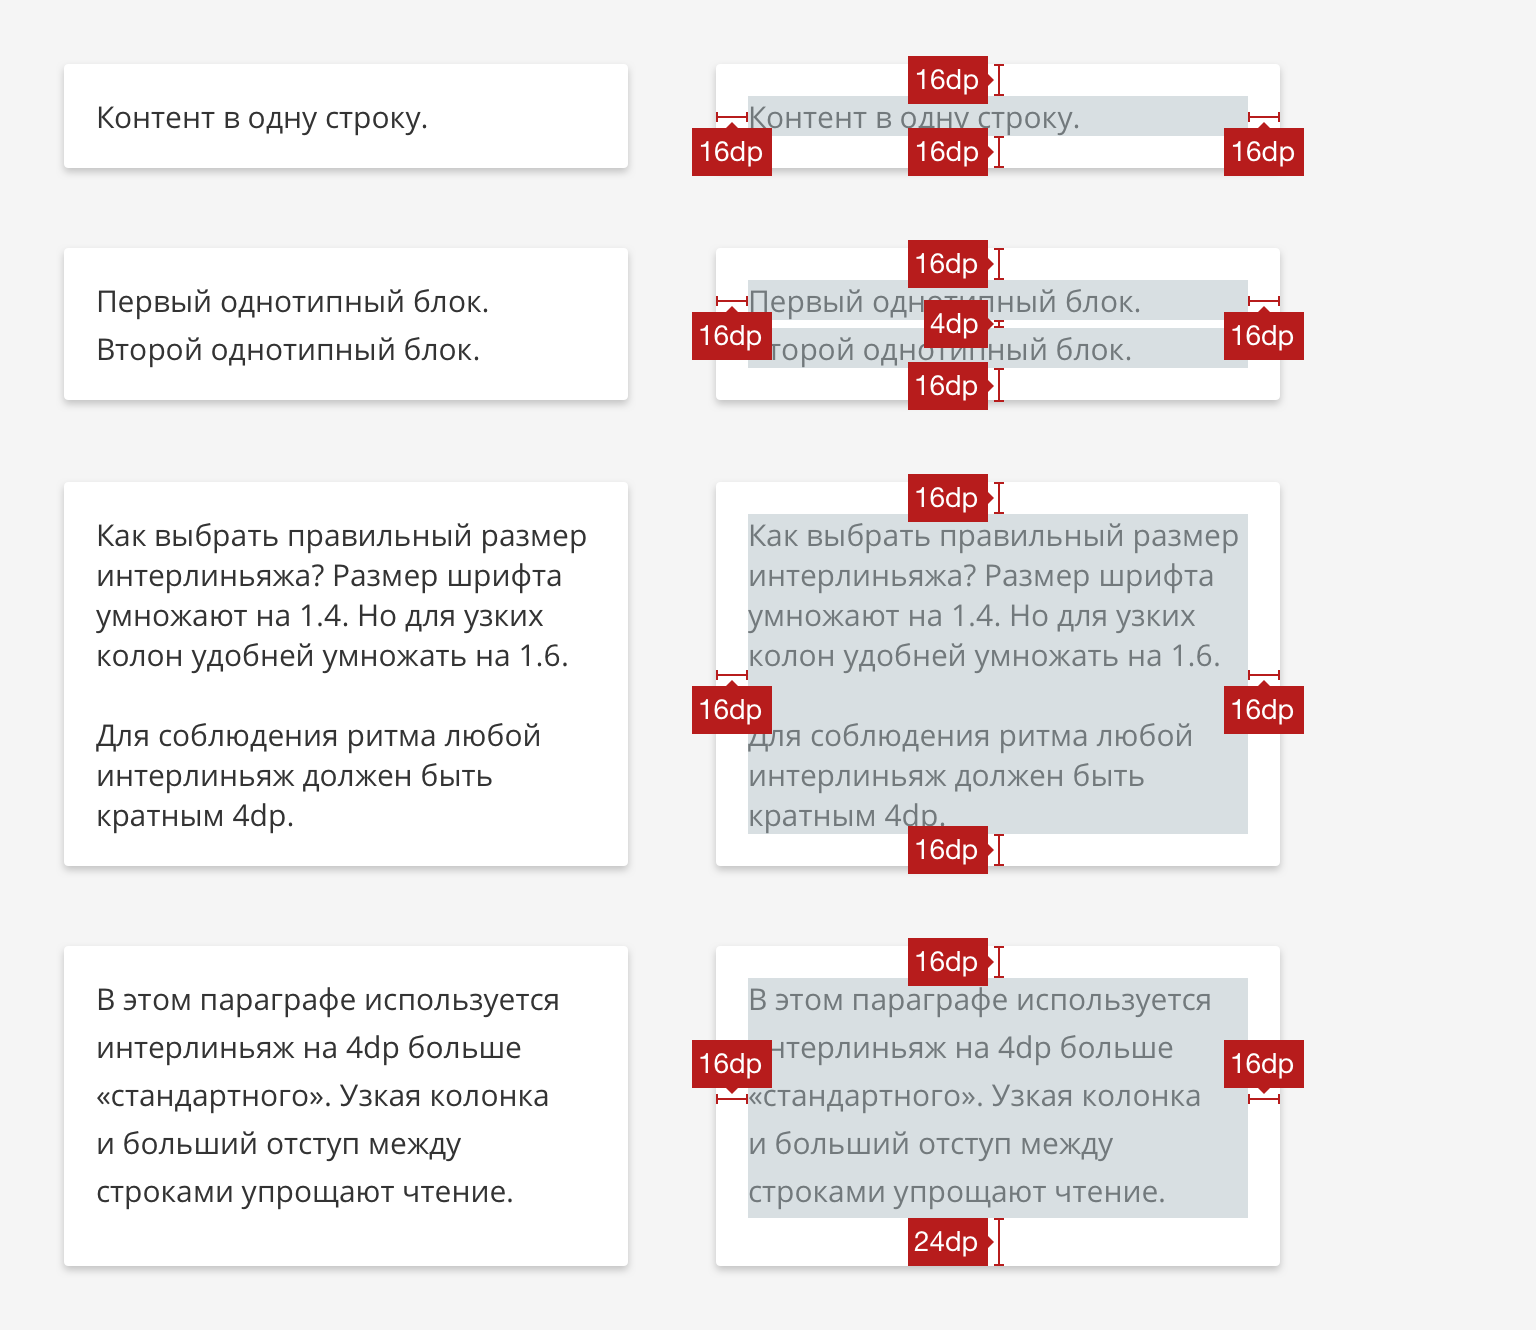 Контент в одну строку.
16dp
Контент в одну строку.
16dp
16dp
16dp
Первый однотипный блок.
Второй однотипный блок.
16dp
Первый однотипный блок.
4dp
16dp
16dp
Второй однотипный блок.
16dp
Как выбрать правильный размер
интерлиньяжа? Размер шрифта
умножают на 1.4. Но для узких
колон удобней умножать на 1.6.
Для соблюдения ритма любой
интерлиньяж должен быть
кратным 4dp.
16dp
Как выбрать правильный размер
интерлиньяжа? Размер шрифта
умножают на 1.4. Но для узких
колон удобней умножать на 1.6.
16dp
16dp
Для соблюдения ритма любой
интерлиньяж должен быть
кратным 4dp.
16dp
В этом параграфе используется
интерлиньяж на 4dp больше
«стандартного». Узкая колонка
и больший отступ между
строками упрощают чтение.
16dp
В этом параграфе используется
интерлиньяж на 4dp больше
16dp
16dp
«стандартного». Узкая колонка
и больший отступ между
строками упрощают чтение.
24dp